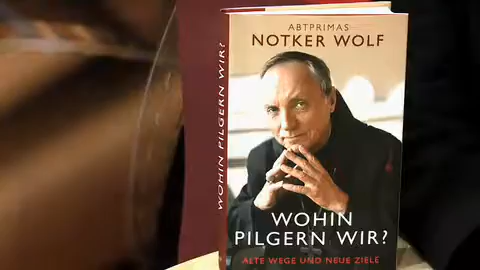 ABTPRIMAS
NOTKER WOLF
WOHIN
PILGERN WIR?
ALTE WEGE UND NEUE ZIELE
WOHIN PILGERN WIR?